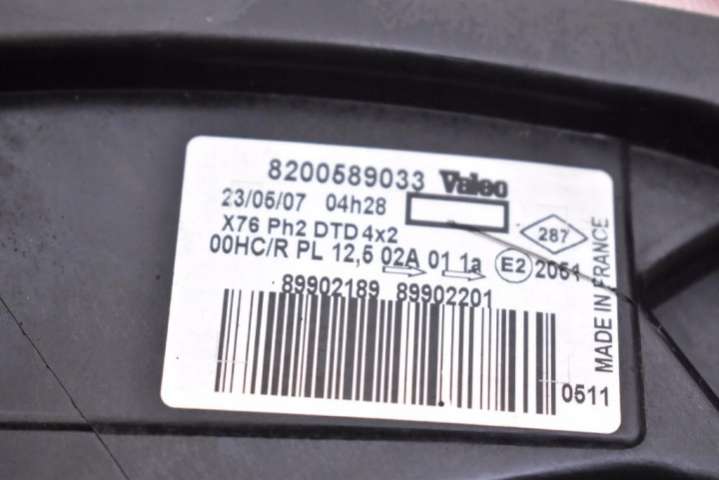 8200589033 Valeo
23/05/07 04h28
X76 Ph2 DTD 4x2
287
00HC/R PL 12,5 02A 01 1a E2 2051
89902189 89902201
0511
MADE IN FRANCE